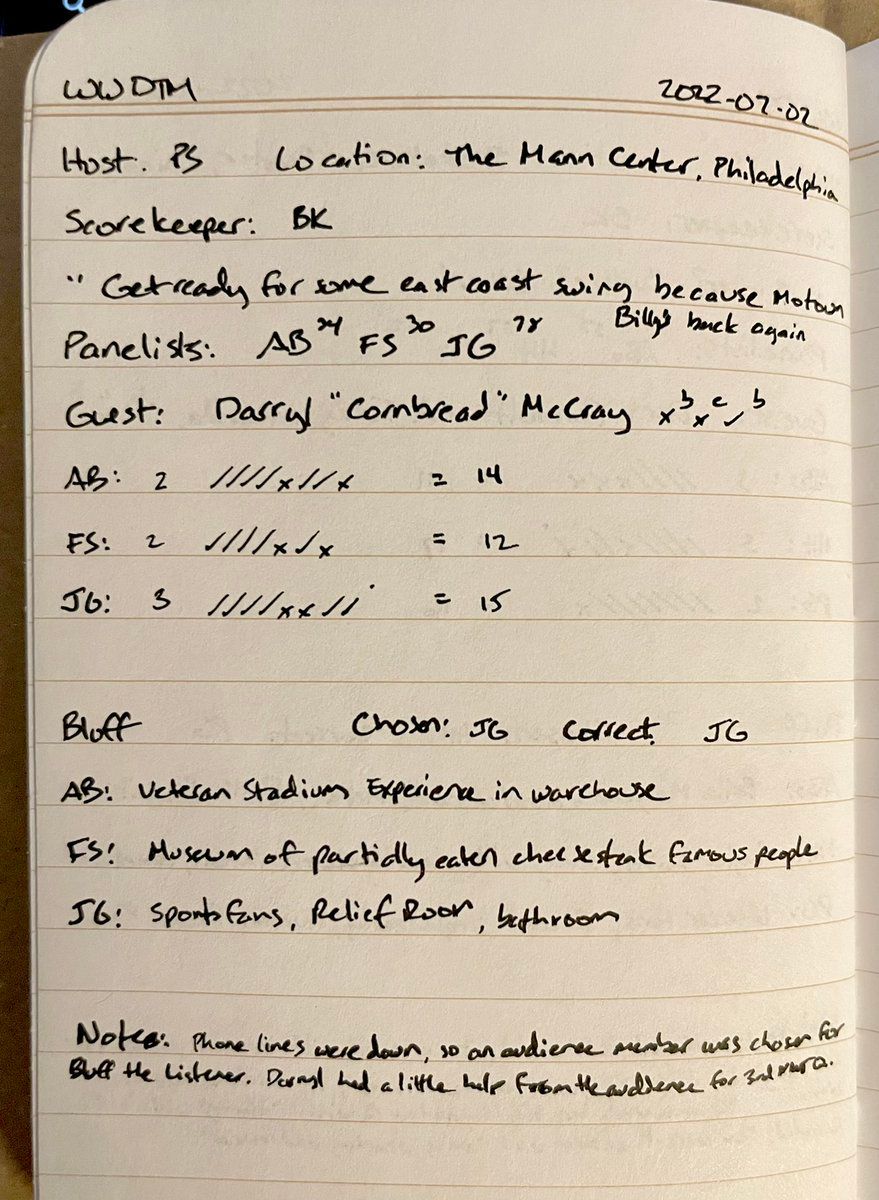 WWDTM 2022-07-02
Host: PS Location: The Mann Center, Philadelphia
Scorekeeper: BK
" Get ready for some east coast swing because Motown
Billy's back again
Panelists: AB FS 30 JG
Guest: Darryl "Cornbread" McCray x b x c ✓ b
AB: 2 ////x//x = 14
FS: 2 ////x/x = 12
JG: 3 ////xx// = 15
Bluff Chosen: JG Correct: JG
AB: Veteran Stadium Experience in warehouse
FS: Museum of partially eaten cheesesteak famous people
JG: Sports fans, Relief Room, bathroom
Notes: Phone lines were down, so an audience member was chosen for
Bluff the Listener. Darryl had a little help from the audience for 3rd